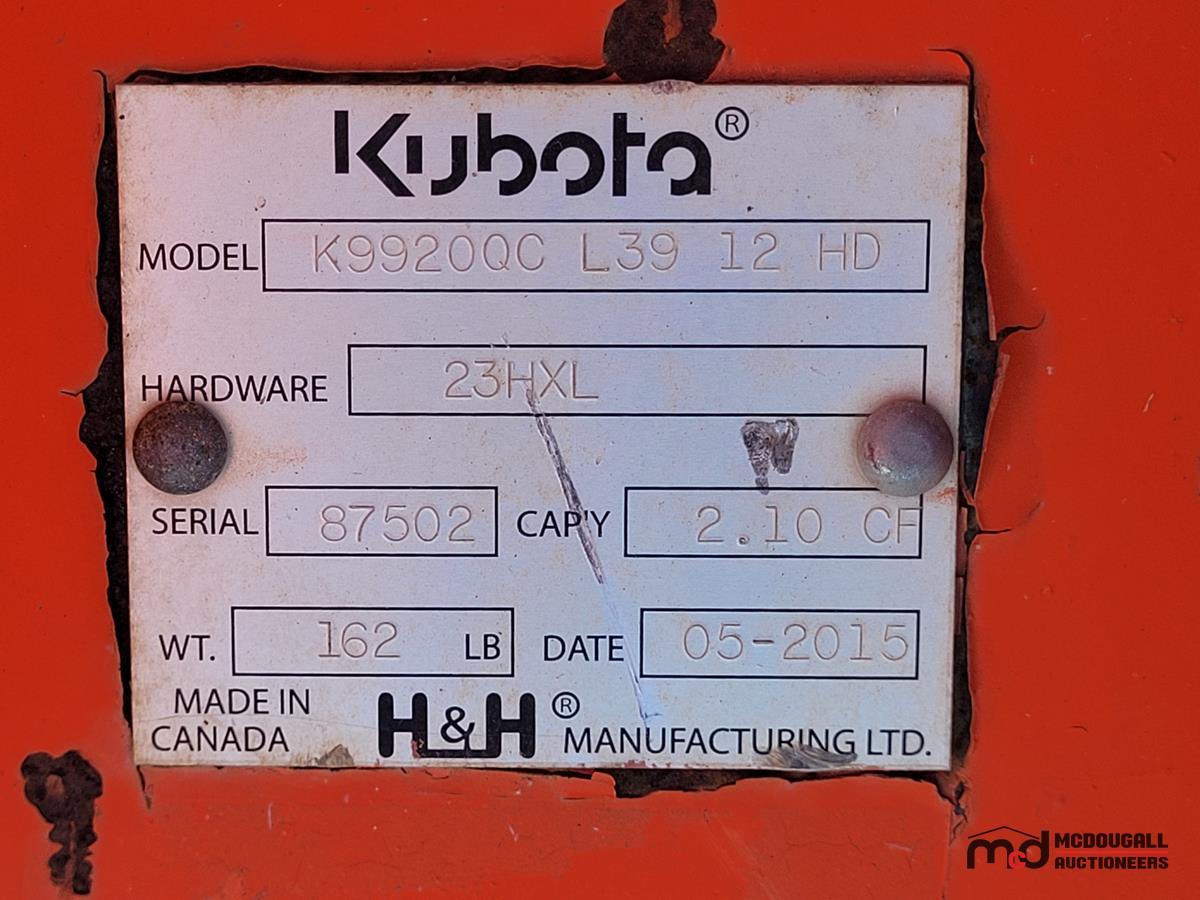 Kubota®
MODEL K9920QC L39 12 HD
HARDWARE 23HXL
SERIAL 87502 CAP'Y 2.10 CF
WT. 162 LB DATE 05-2015
MADE IN CANADA H&H® MANUFACTURING LTD.
md MCDOUGALL AUCTIONEERS